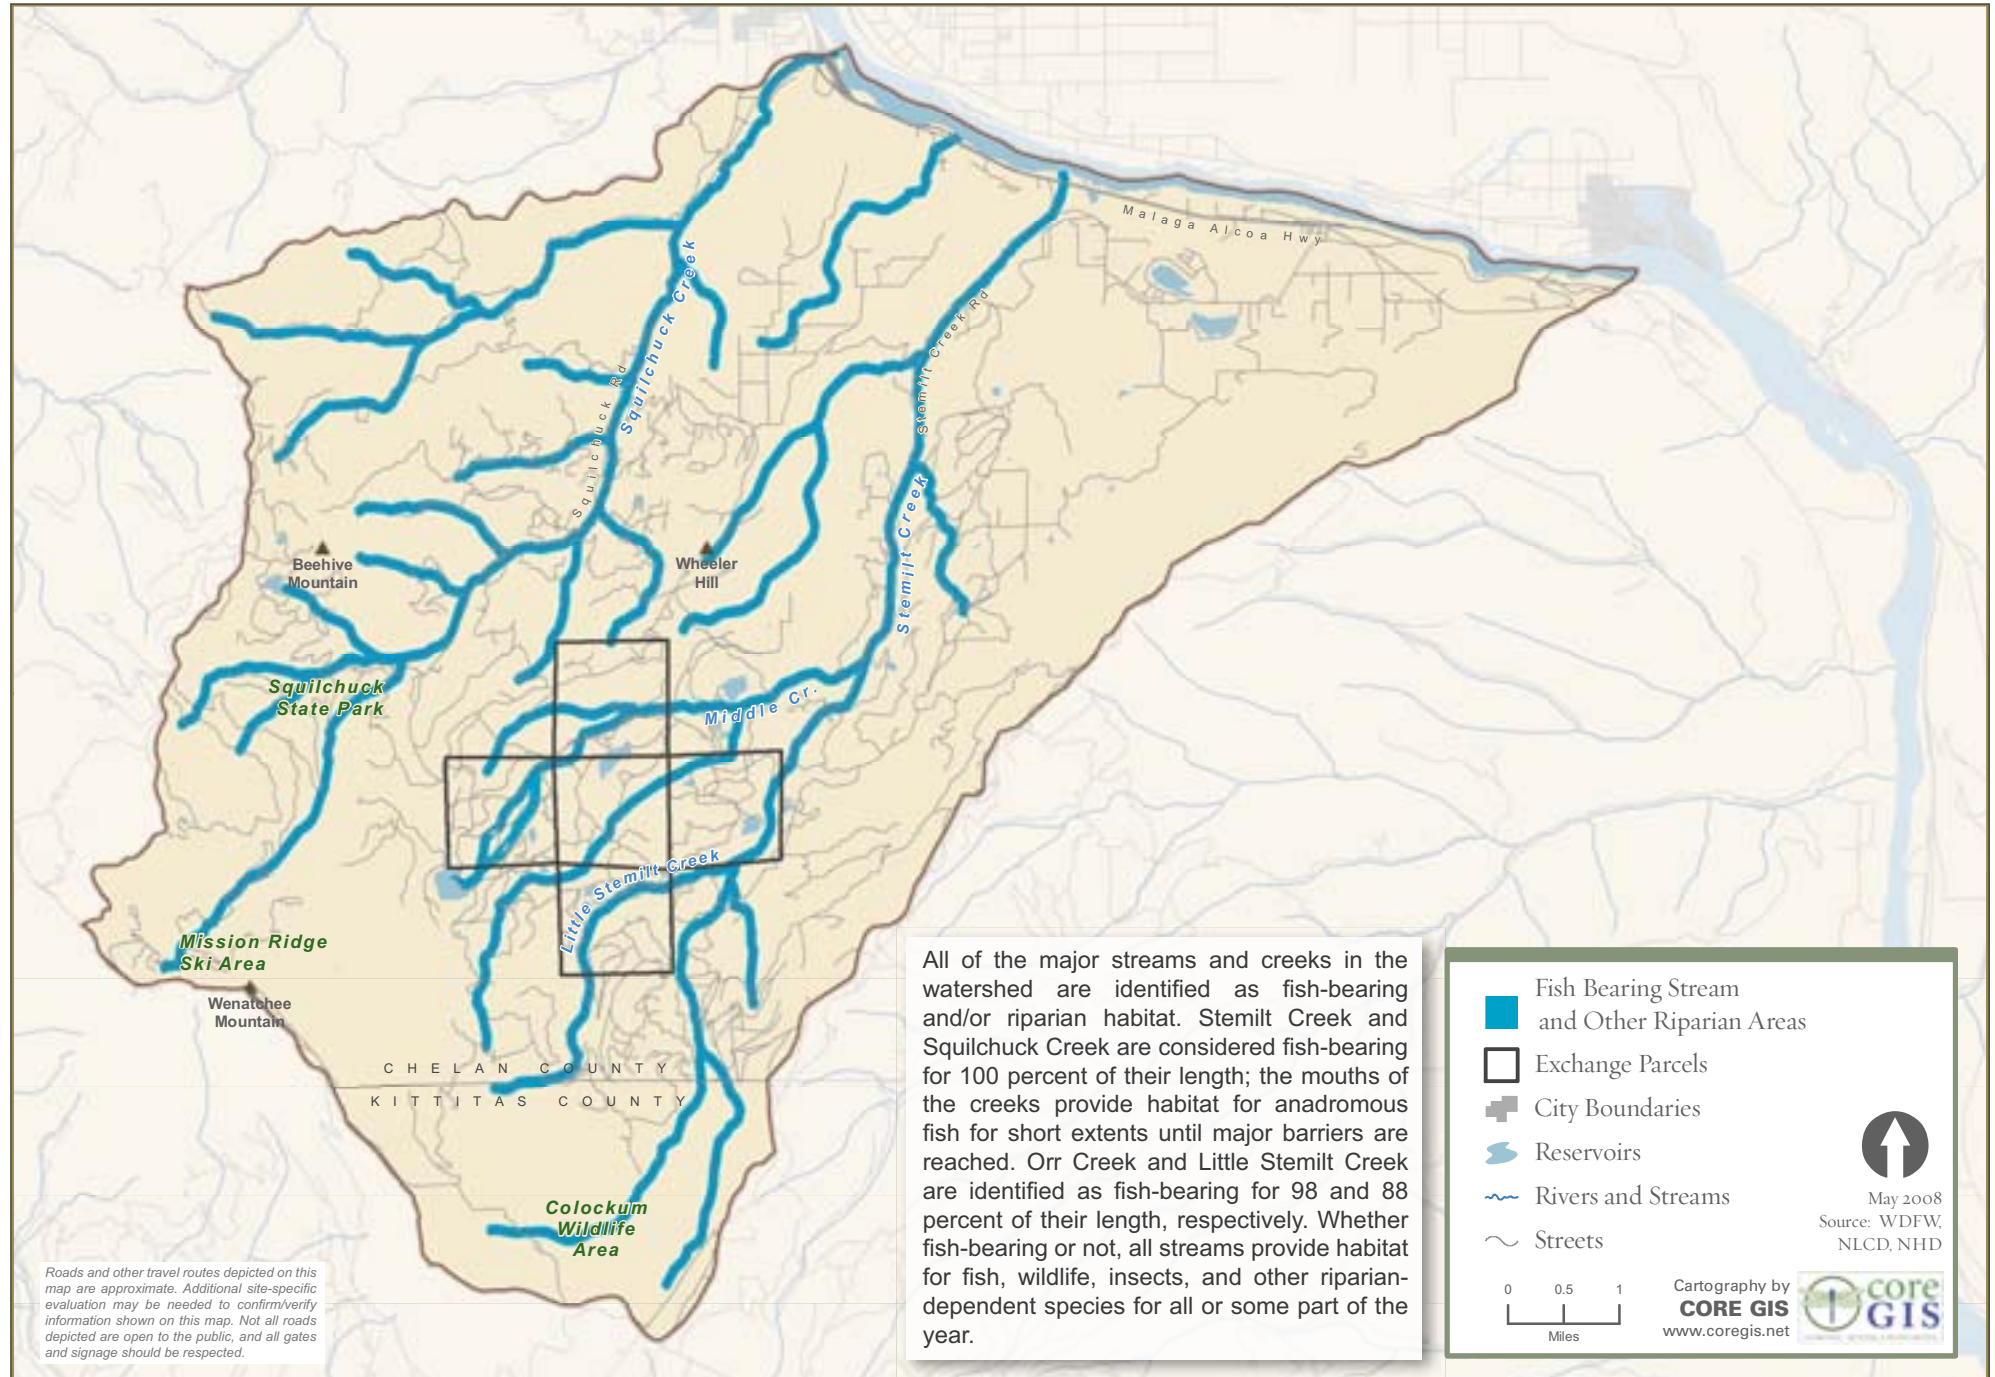 Malaga Alcoa Hwy
Squilchuck Creek
Stemilt Creek Rd
Squilchuck Rd
Stemilt Creek
Beehive
Mountain
Wheeler
Hill
Squilchuck
State Park
Middle Cr.
Little Stemilt Creek
Mission Ridge
Ski Area
Wenatchee
Mountain
CHELAN COUNTY
KITTITAS COUNTY
Colockum
Wildlife
Area
Roads and other travel routes depicted on this
map are approximate. Additional site-specific
evaluation may be needed to confirm/verify
information shown on this map. Not all roads
depicted are open to the public, and all gates
and signage should be respected.
All of the major streams and creeks in the
watershed are identified as fish-bearing
and/or riparian habitat. Stemilt Creek and
Squilchuck Creek are considered fish-bearing
for 100 percent of their length; the mouths of
the creeks provide habitat for anadromous
fish for short extents until major barriers are
reached. Orr Creek and Little Stemilt Creek
are identified as fish-bearing for 98 and 88
percent of their length, respectively. Whether
fish-bearing or not, all streams provide habitat
for fish, wildlife, insects, and other riparian-
dependent species for all or some part of the
year.
Fish Bearing Stream
and Other Riparian Areas
Exchange Parcels
City Boundaries
Reservoirs
Rivers and Streams
Streets
May 2008
Source: WDFW,
NLCD, NHD
0 0.5 1
Miles
Cartography by
CORE GIS
www.coregis.net
core
GIS